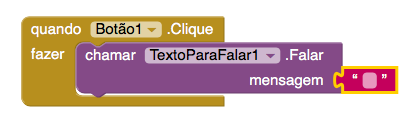 quando Botão1 .Clique
fazer chamar TextoParaFalar1 .Falar
mensagem “ ”